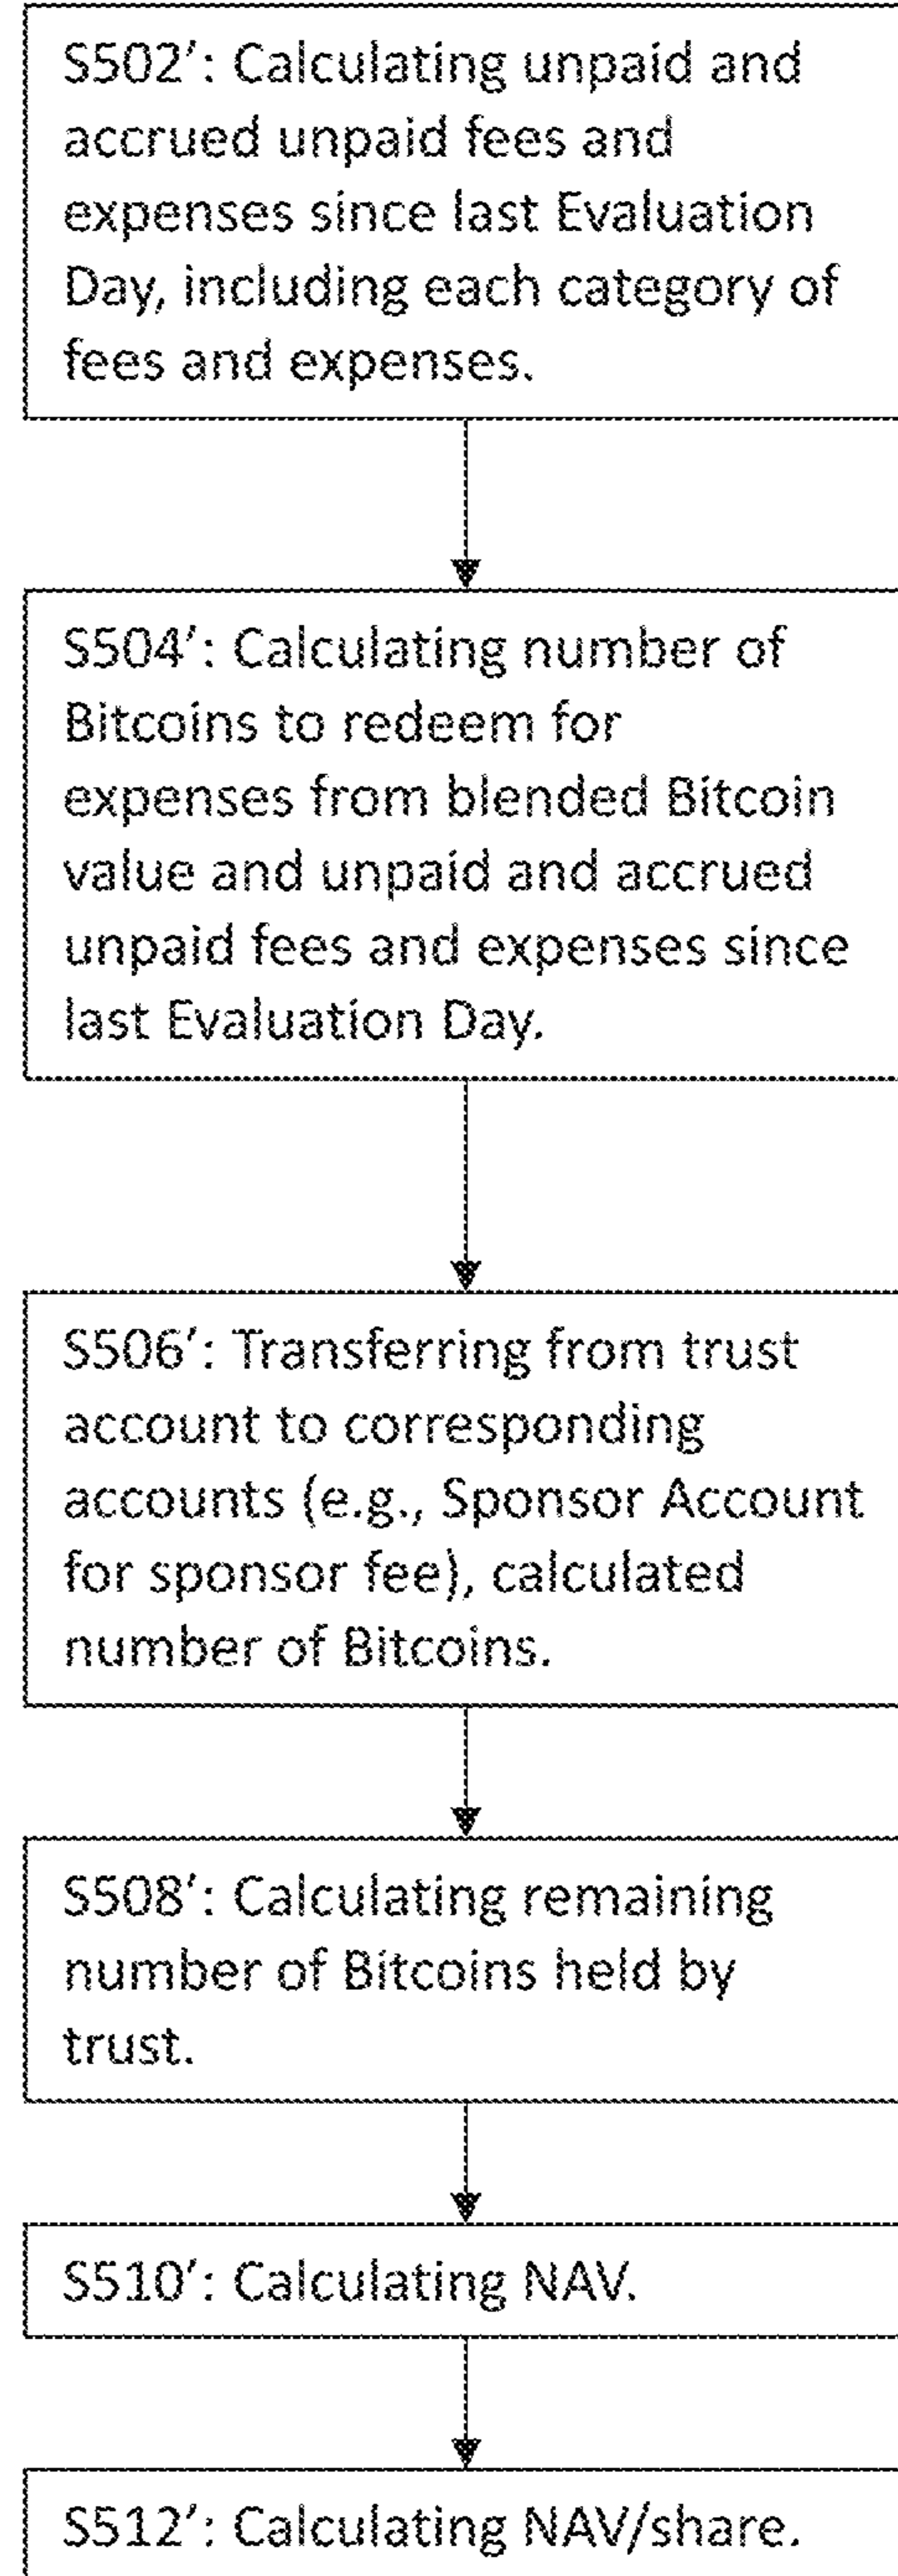 S502': Calculating unpaid and
accrued unpaid fees and
expenses since last Evaluation
Day, including each category of
fees and expenses.
S504': Calculating number of
Bitcoins to redeem for
expenses from blended Bitcoin
value and unpaid and accrued
unpaid fees and expenses since
last Evaluation Day.
S506': Transferring from trust
account to corresponding
accounts (e.g., Sponsor Account
for sponsor fee), calculated
number of Bitcoins.
S508': Calculating remaining
number of Bitcoins held by
trust.
S510': Calculating NAV.
S512': Calculating NAV/share.